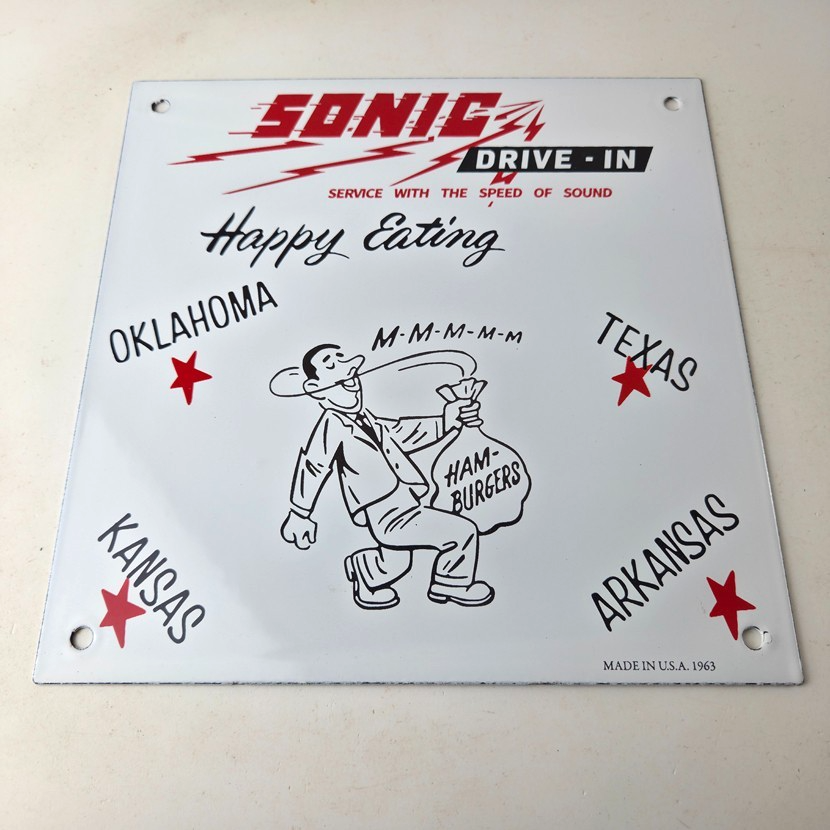 SONIC
DRIVE - IN
SERVICE WITH THE SPEED OF SOUND
Happy Eating
OKLAHOMA
TEXAS
M-M-M-M-M
HAM-
BURGERS
KANSAS
ARKANSAS
MADE IN U.S.A. 1963